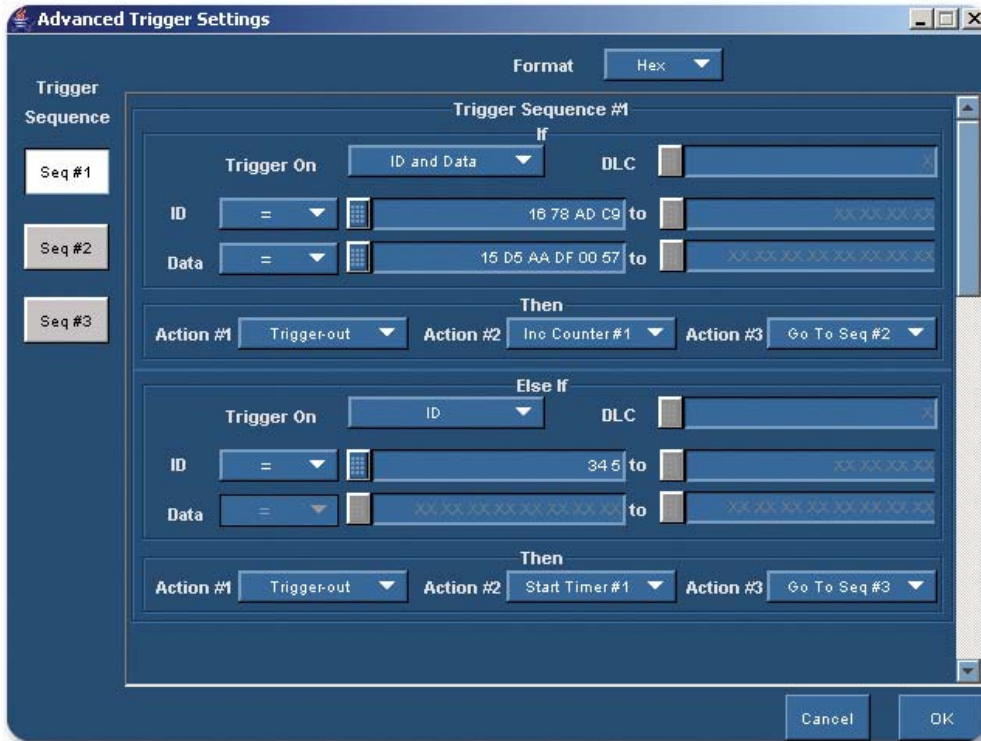 Advanced Trigger Settings
Format Hex
Trigger
Sequence
Seq #1
Seq #2
Seq #3
Trigger Sequence #1
If
Trigger On ID and Data DLC X
ID = 16 78 AD C9 to XX XX XX XX
Data = 15 D5 AA DF 00 57 to XX XX XX XX XX XX XX XX
Then
Action #1 Trigger-out Action #2 Inc Counter #1 Action #3 Go To Seq #2
Else If
Trigger On ID DLC X
ID = 34 5 to XX XX XX XX
Data = XX XX XX XX XX XX XX XX to XX XX XX XX XX XX XX XX
Then
Action #1 Trigger-out Action #2 Start Timer #1 Action #3 Go To Seq #3
Cancel OK